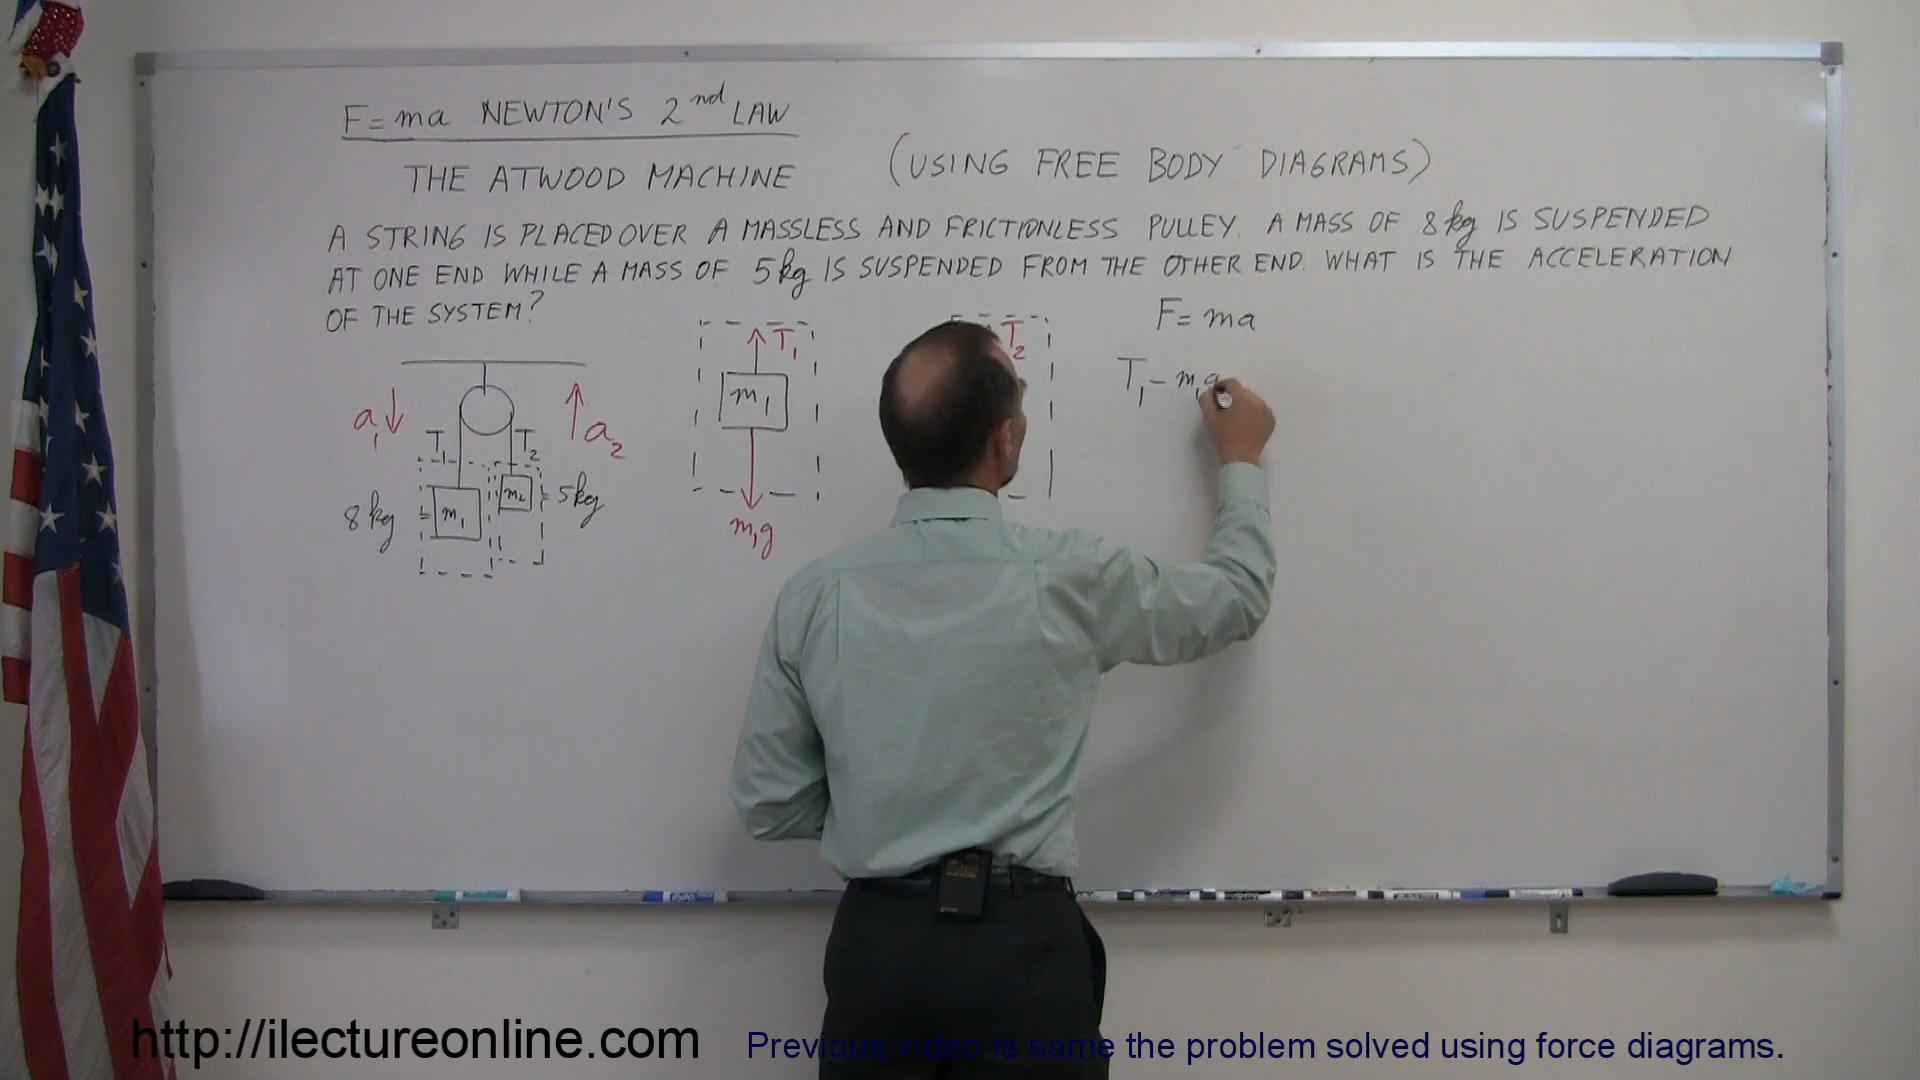 F = ma NEWTON'S 2nd LAW
THE ATWOOD MACHINE (USING FREE BODY DIAGRAMS)
A STRING IS PLACED OVER A MASSLESS AND FRICTIONLESS PULLEY. A MASS OF 8 kg IS SUSPENDED
AT ONE END WHILE A MASS OF 5 kg IS SUSPENDED FROM THE OTHER END. WHAT IS THE ACCELERATION
OF THE SYSTEM?
F = ma
T₁ - m₁g
T₁
T₂
m₁
m₁g
a₁
a₂
T₁
T₂
8 kg = m₁
m₂ = 5 kg
http://ilectureonline.com
Previous video is same the problem solved using force diagrams.